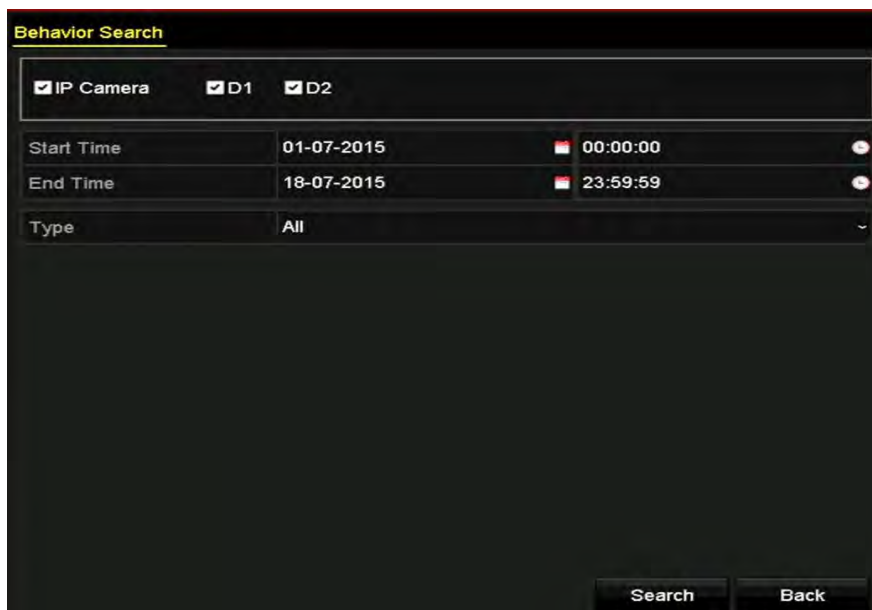 Behavior Search
IP Camera D1 D2
Start Time 01-07-2015 00:00:00
End Time 18-07-2015 23:59:59
Type All
Search Back